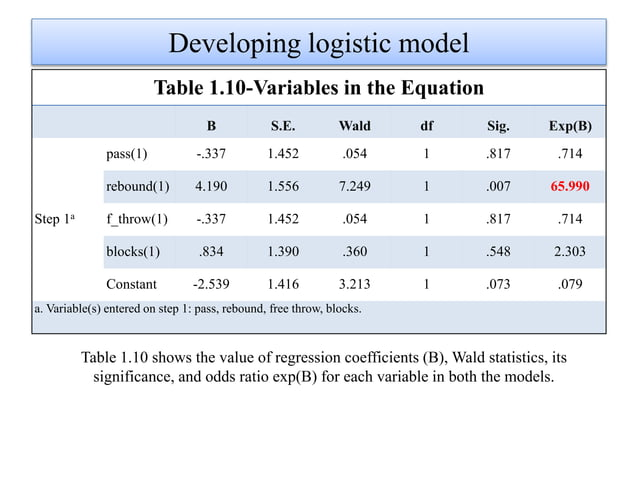 Developing logistic model
Table 1.10-Variables in the Equation
B S.E. Wald df Sig. Exp(B)
pass(1) -.337 1.452 .054 1 .817 .714
rebound(1) 4.190 1.556 7.249 1 .007 65.990
Step 1ª f_throw(1) -.337 1.452 .054 1 .817 .714
blocks(1) .834 1.390 .360 1 .548 2.303
Constant -2.539 1.416 3.213 1 .073 .079
a. Variable(s) entered on step 1: pass, rebound, free throw, blocks.
Table 1.10 shows the value of regression coefficients (B), Wald statistics, its
significance, and odds ratio exp(B) for each variable in both the models.